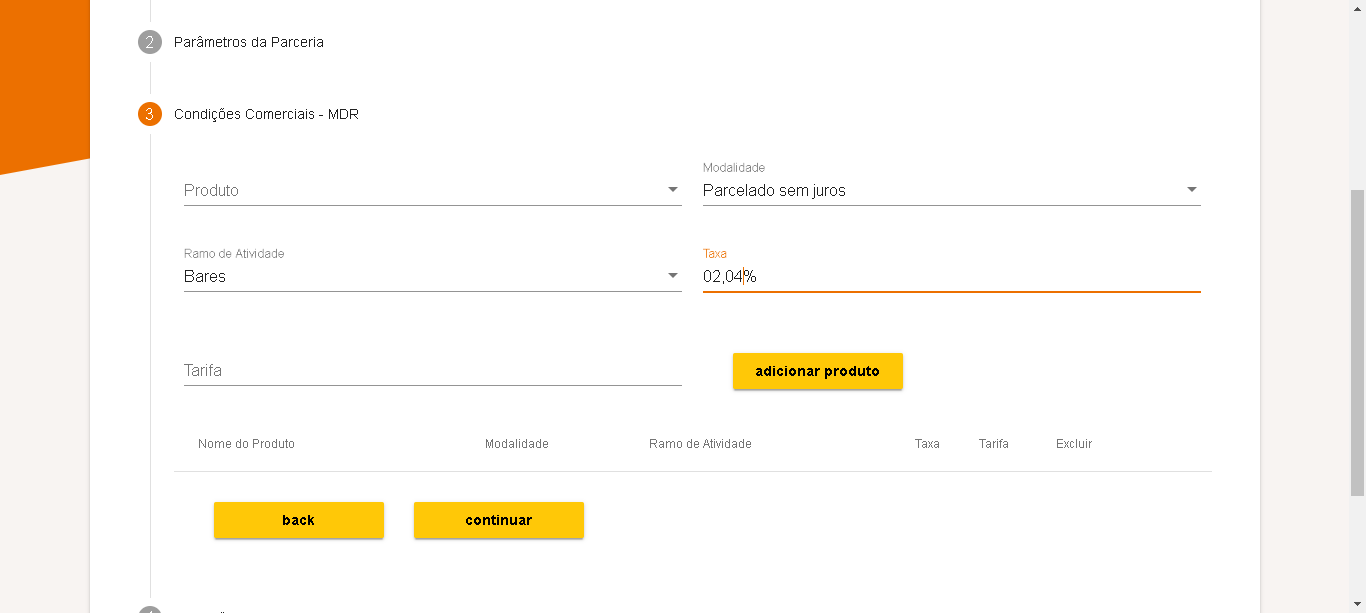 2 Parâmetros da Parceria
3 Condições Comerciais - MDR
Modalidade
Produto Parcelado sem juros
Ramo de Atividade Taxa
Bares 02,04%
Tarifa adicionar produto
Nome do Produto Modalidade Ramo de Atividade Taxa Tarifa Excluir
back continuar